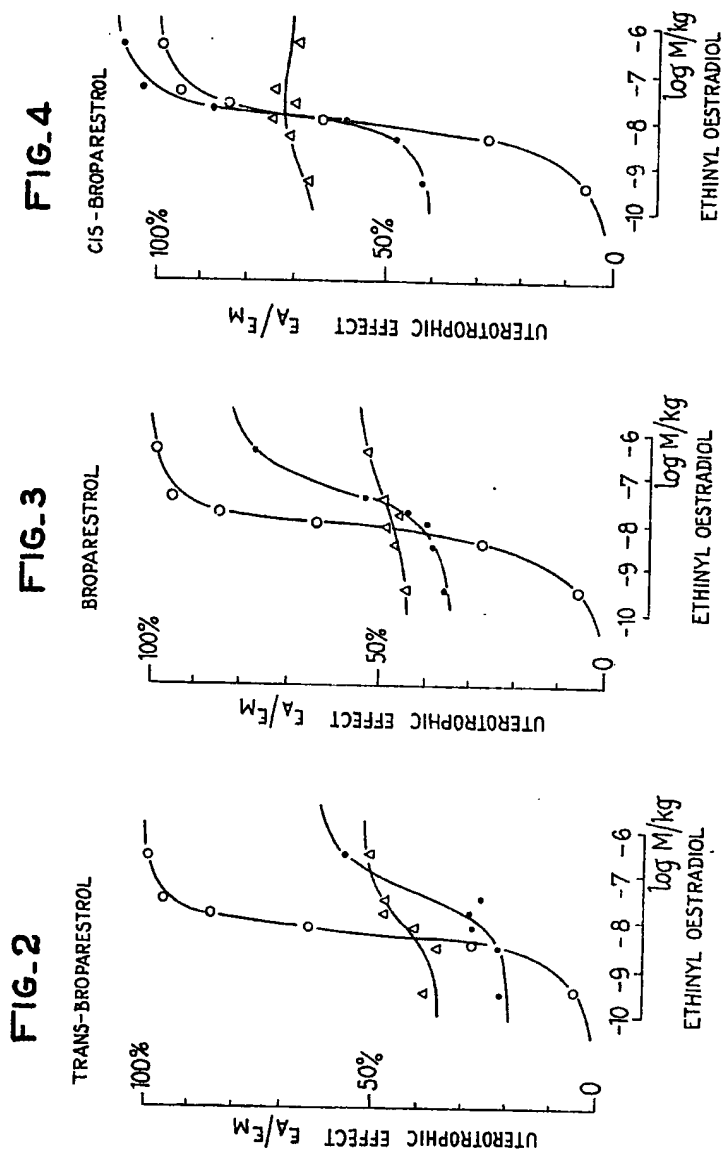 FIG_2
TRANS-BROPARESTROL
100%
50%
0
UTEROTROPHIC EFFECT EA/EM
-10 -9 -8 -7 -6
log M/kg
ETHINYL OESTRADIOL
FIG_3
BROPARESTROL
100%
50%
0
UTEROTROPHIC EFFECT EA/EM
-10 -9 -8 -7 -6
log M/kg
ETHINYL OESTRADIOL
FIG_4
CIS-BROPARESTROL
100%
50%
0
UTEROTROPHIC EFFECT EA/EM
-10 -9 -8 -7 -6
log M/kg
ETHINYL OESTRADIOL